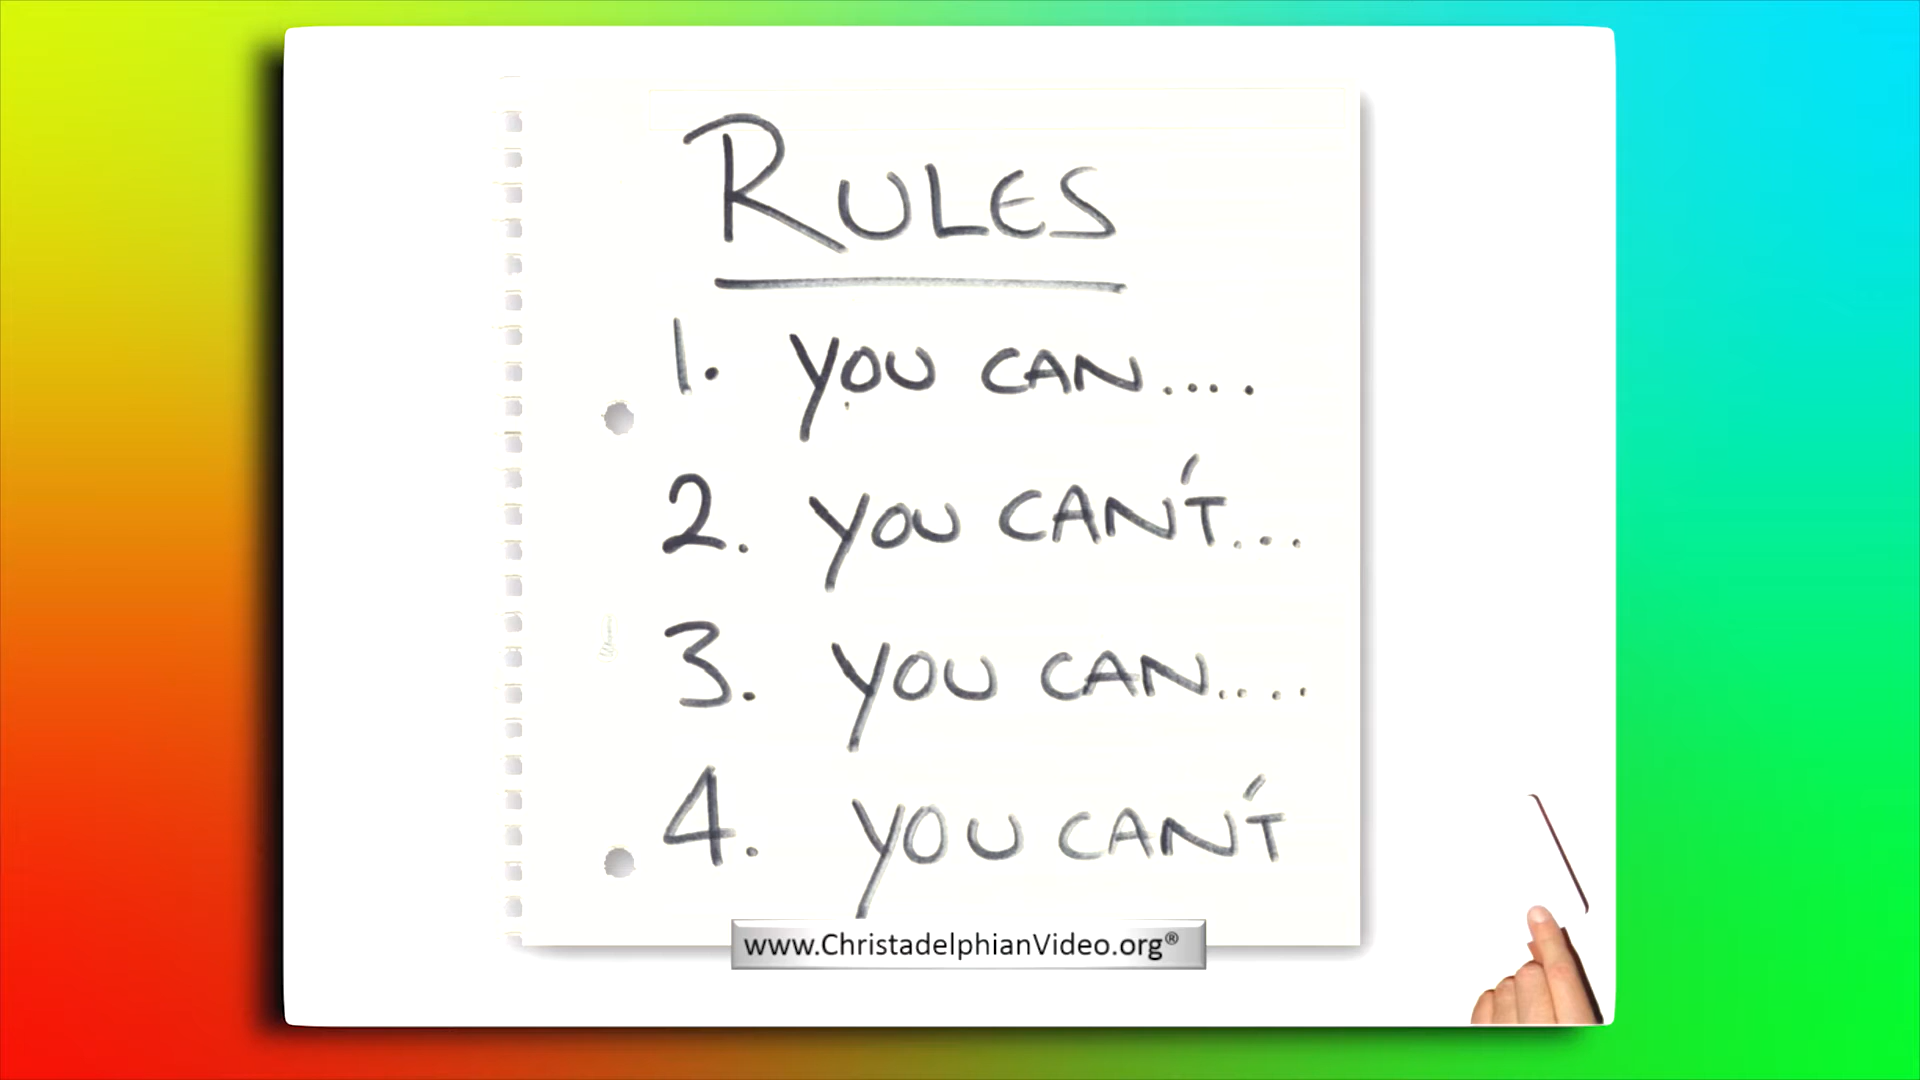 RULES
1. YOU CAN....
2. YOU CAN'T...
3. YOU CAN....
4. YOU CAN'T
www.ChristadelphianVideo.org®